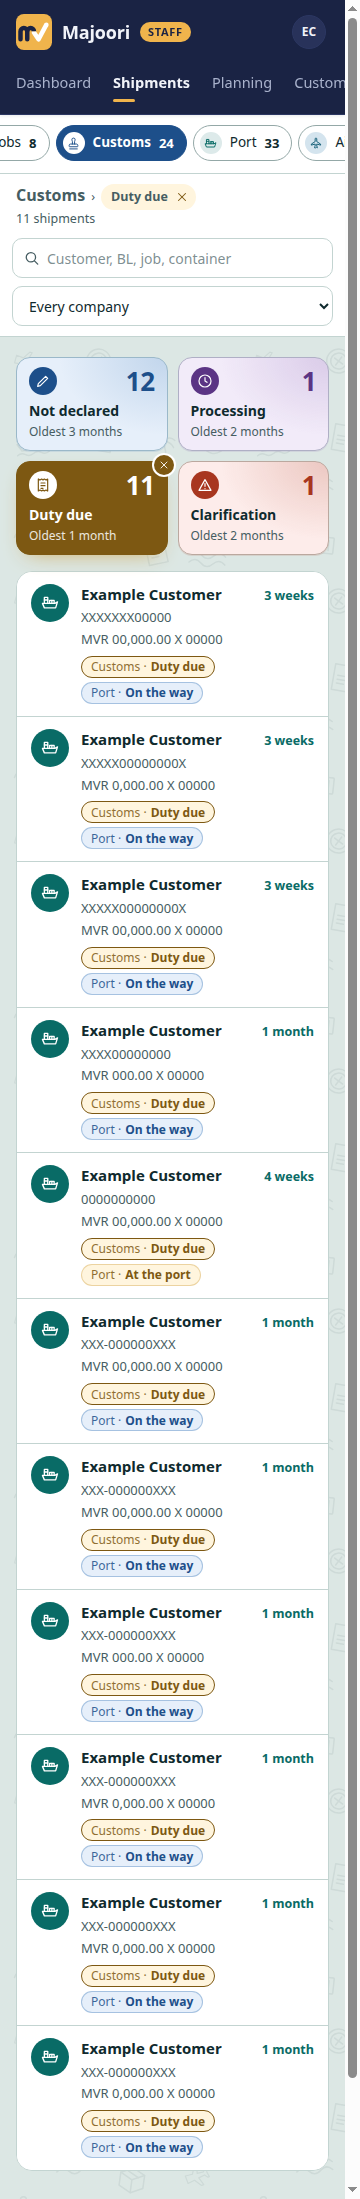 Majoori STAFF EC
Dashboard Shipments Planning Custom
obs 8 Customs 24 Port 33 A
Customs › Duty due ×
11 shipments
Customer, BL, job, container
Every company
12
Not declared
Oldest 3 months
1
Processing
Oldest 2 months
11
Duty due
Oldest 1 month
1
Clarification
Oldest 2 months
Example Customer 3 weeks
XXXXXXX00000
MVR 00,000.00 X 00000
Customs · Duty due
Port · On the way
Example Customer 3 weeks
XXXXX00000000X
MVR 0,000.00 X 00000
Customs · Duty due
Port · On the way
Example Customer 3 weeks
XXXXX00000000X
MVR 00,000.00 X 00000
Customs · Duty due
Port · On the way
Example Customer 1 month
XXXX00000000
MVR 000.00 X 00000
Customs · Duty due
Port · On the way
Example Customer 4 weeks
0000000000
MVR 00,000.00 X 00000
Customs · Duty due
Port · At the port
Example Customer 1 month
XXX-000000XXX
MVR 00,000.00 X 00000
Customs · Duty due
Port · On the way
Example Customer 1 month
XXX-000000XXX
MVR 00,000.00 X 00000
Customs · Duty due
Port · On the way
Example Customer 1 month
XXX-000000XXX
MVR 000.00 X 00000
Customs · Duty due
Port · On the way
Example Customer 1 month
XXX-000000XXX
MVR 0,000.00 X 00000
Customs · Duty due
Port · On the way
Example Customer 1 month
XXX-000000XXX
MVR 0,000.00 X 00000
Customs · Duty due
Port · On the way
Example Customer 1 month
XXX-000000XXX
MVR 0,000.00 X 00000
Customs · Duty due
Port · On the way